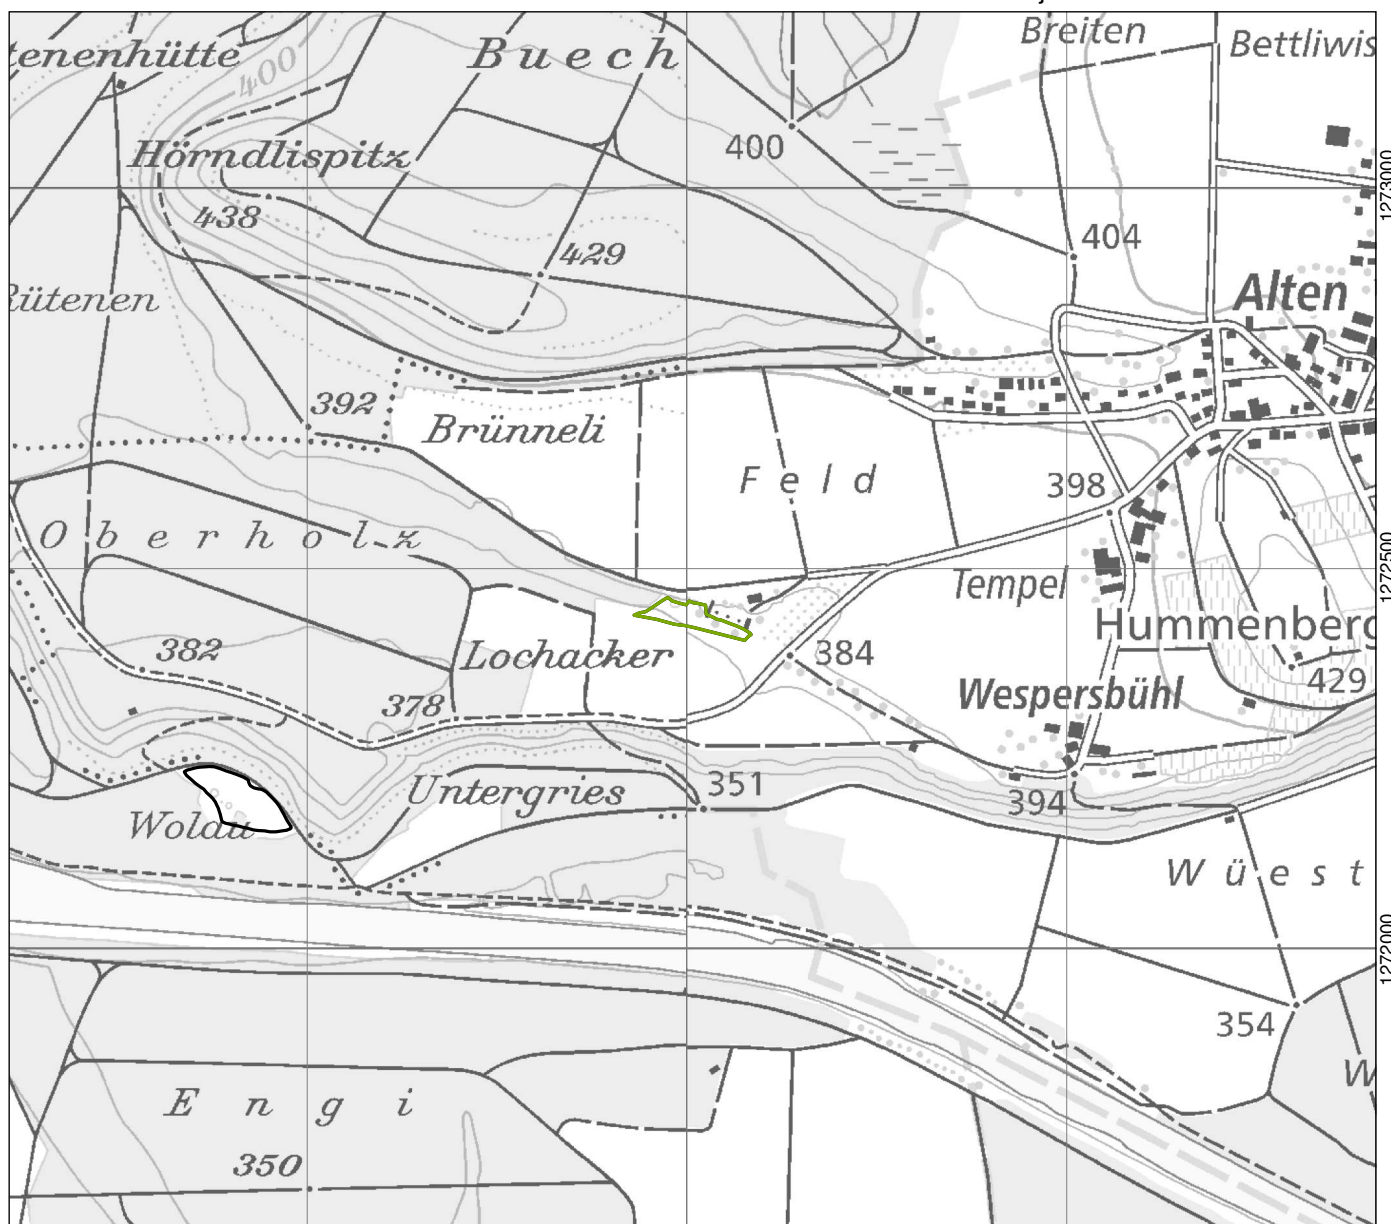 Breiten
Bettliwis
tenenhütte
400
Buech
400
Hörndlispitz
438
429
404
1273000
Rütenen
Alten
392
Brünneli
Feld
398
Oberholz
Tempel
1272500
Hummenberg
382
Lochacker
384
429
378
Wespersbühl
Untergries
351
394
Wolau
Wüest
1272000
354
Engi
W
350